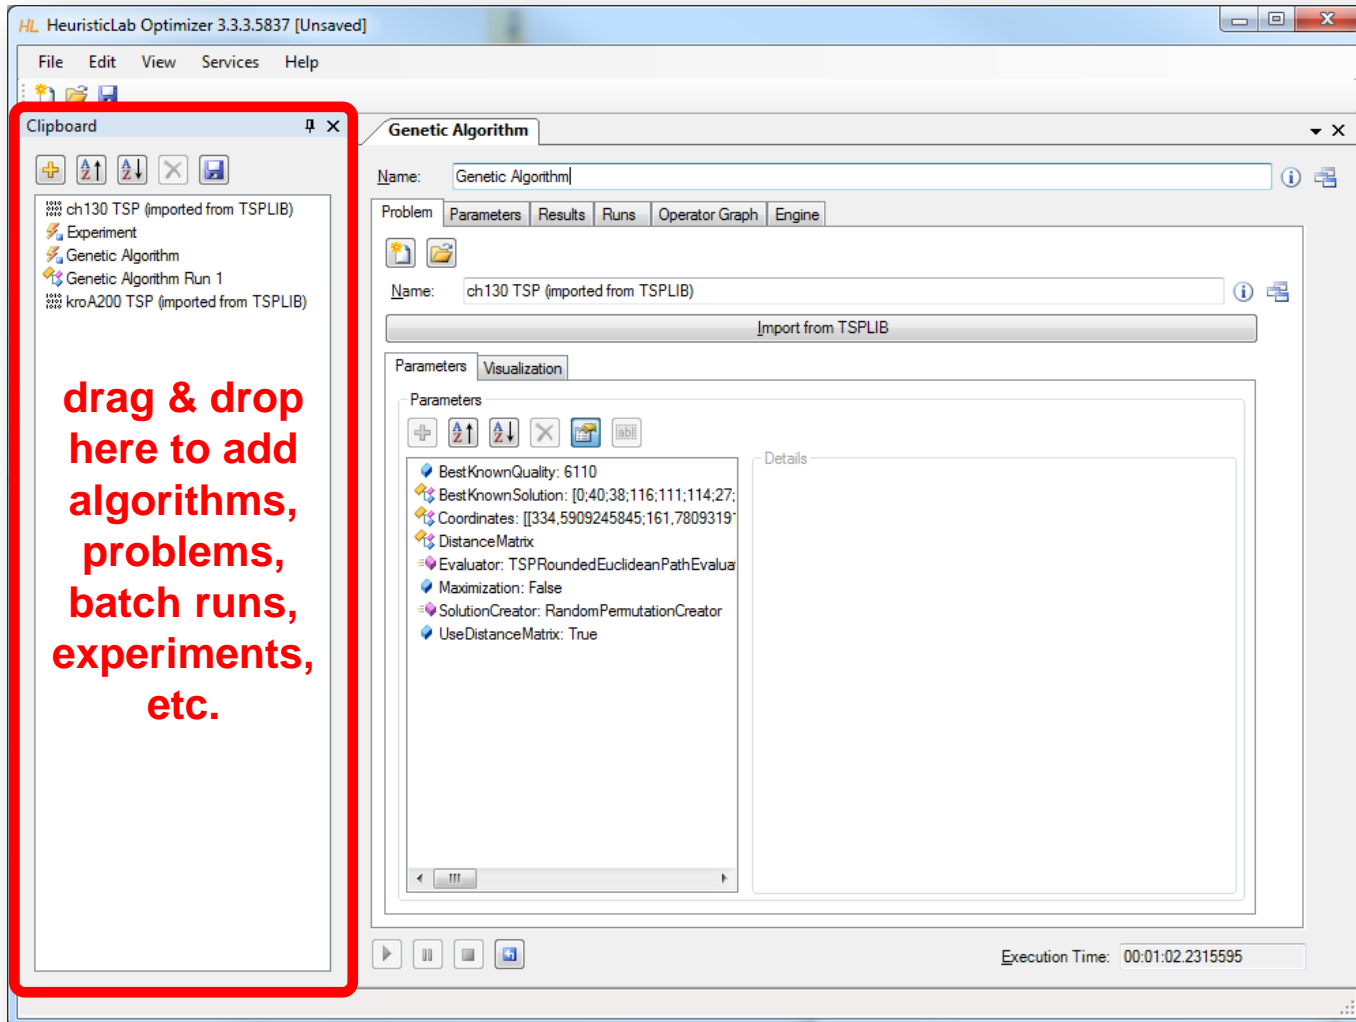 HL HeuristicLab Optimizer 3.3.3.5837 [Unsaved]
File Edit View Services Help
Clipboard
ch130 TSP (imported from TSPLIB)
Experiment
Genetic Algorithm
Genetic Algorithm Run 1
kroA200 TSP (imported from TSPLIB)
drag & drop
here to add
algorithms,
problems,
batch runs,
experiments,
etc.
Genetic Algorithm
Name: Genetic Algorithm
Problem Parameters Results Runs Operator Graph Engine
Name: ch130 TSP (imported from TSPLIB)
Import from TSPLIB
Parameters Visualization
Parameters
Details
BestKnownQuality: 6110
BestKnownSolution: [0;40;38;116;111;114;27;
Coordinates: [[334,5909245845;161,7809319
DistanceMatrix
Evaluator: TSPRoundedEuclideanPathEvalua
Maximization: False
SolutionCreator: RandomPermutationCreator
UseDistanceMatrix: True
Execution Time: 00:01:02.2315595